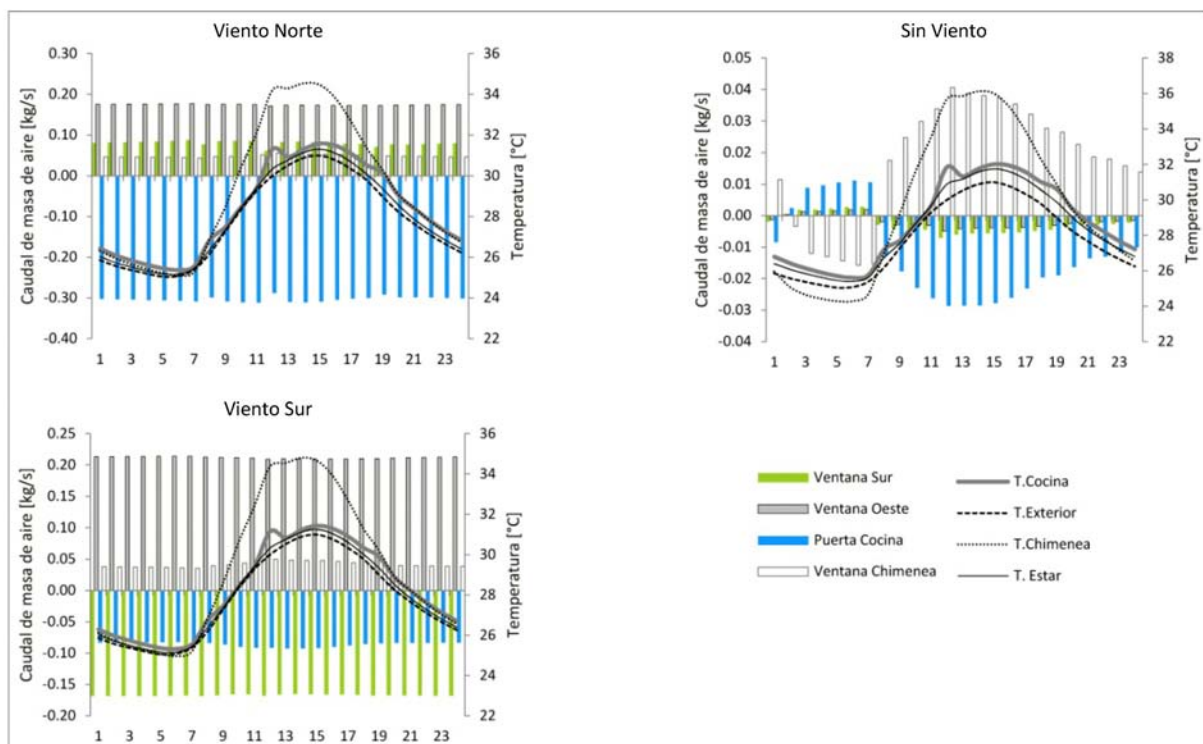 Viento Norte
Caudal de masa de aire [kg/s]
0.30
0.20
0.10
0.00
-0.10
-0.20
-0.30
-0.40
36
34
32
30
28
26
24
22
Temperatura [°C]
1 3 5 7 9 11 13 15 17 19 21 23
Sin Viento
Caudal de masa de aire [kg/s]
0.05
0.04
0.03
0.02
0.01
0.00
-0.01
-0.02
-0.03
-0.04
38
36
34
32
30
28
26
24
22
Temperatura [°C]
1 3 5 7 9 11 13 15 17 19 21 23
Viento Sur
Caudal de masa de aire [kg/s]
0.25
0.20
0.15
0.10
0.05
0.00
-0.05
-0.10
-0.15
-0.20
36
34
32
30
28
26
24
22
Temperatura [°C]
1 3 5 7 9 11 13 15 17 19 21 23
Ventana Sur
Ventana Oeste
Puerta Cocina
Ventana Chimenea
T.Cocina
T.Exterior
T.Chimenea
T. Estar